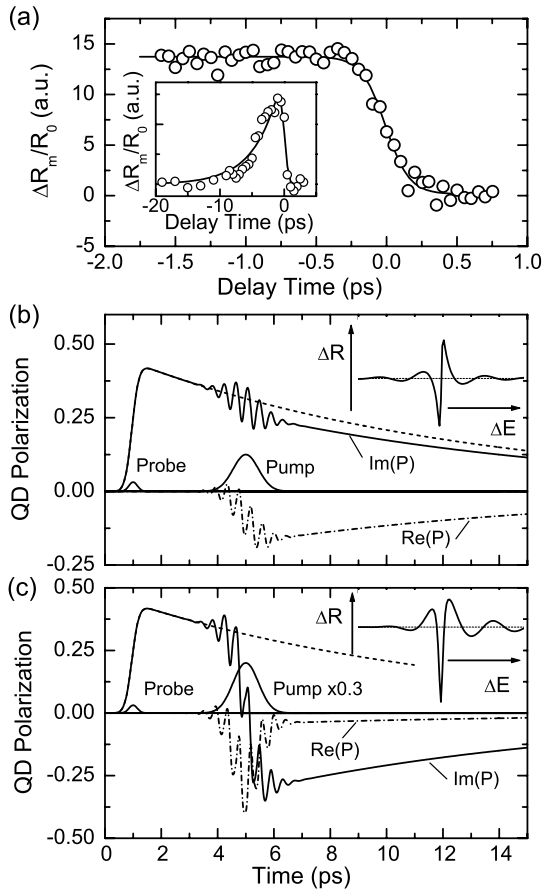 (a)
15
10
5
0
-5
ΔR_m/R_0 (a.u.)
ΔR_m/R_0 (a.u.)
-20 -10 0
Delay Time (ps)
-2.0 -1.5 -1.0 -0.5 0.0 0.5 1.0
Delay Time (ps)
(b)
0.50
0.25
0.00
-0.25
QD Polarization
ΔR
ΔE
Probe
Pump
Im(P)
Re(P)
(c)
0.50
0.25
0.00
-0.25
-0.50
QD Polarization
ΔR
ΔE
Probe
Pump x0.3
Re(P)
Im(P)
0 2 4 6 8 10 12 14
Time (ps)